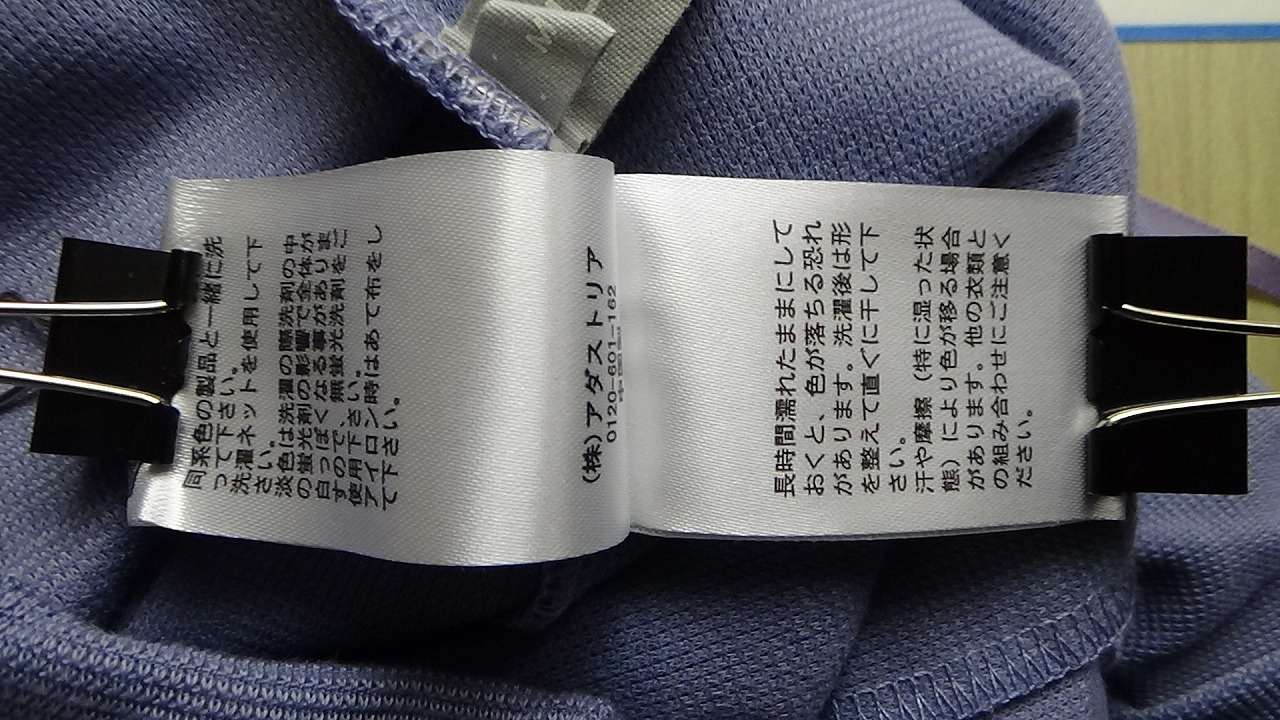 同系色の製品と一緒に洗
って下さい。
洗濯ネットを使用して下
さい。
淡色は洗濯の際洗剤の中
の蛍光剤の影響で全体が
白っぽくなる事がありま
すので、無蛍光洗剤をご
使用下さい。
アイロン時はあて布をし
て下さい。
(株)アダストリア
0120-601-162
中国製
長時間濡れたままにして
おくと、色が落ちる恐れ
があります。洗濯後は形
を整えて直ぐに干して下
さい。
汗や摩擦（特に湿った状
態）により色が移る場合
があります。他の衣類と
の組み合わせにご注意く
ださい。